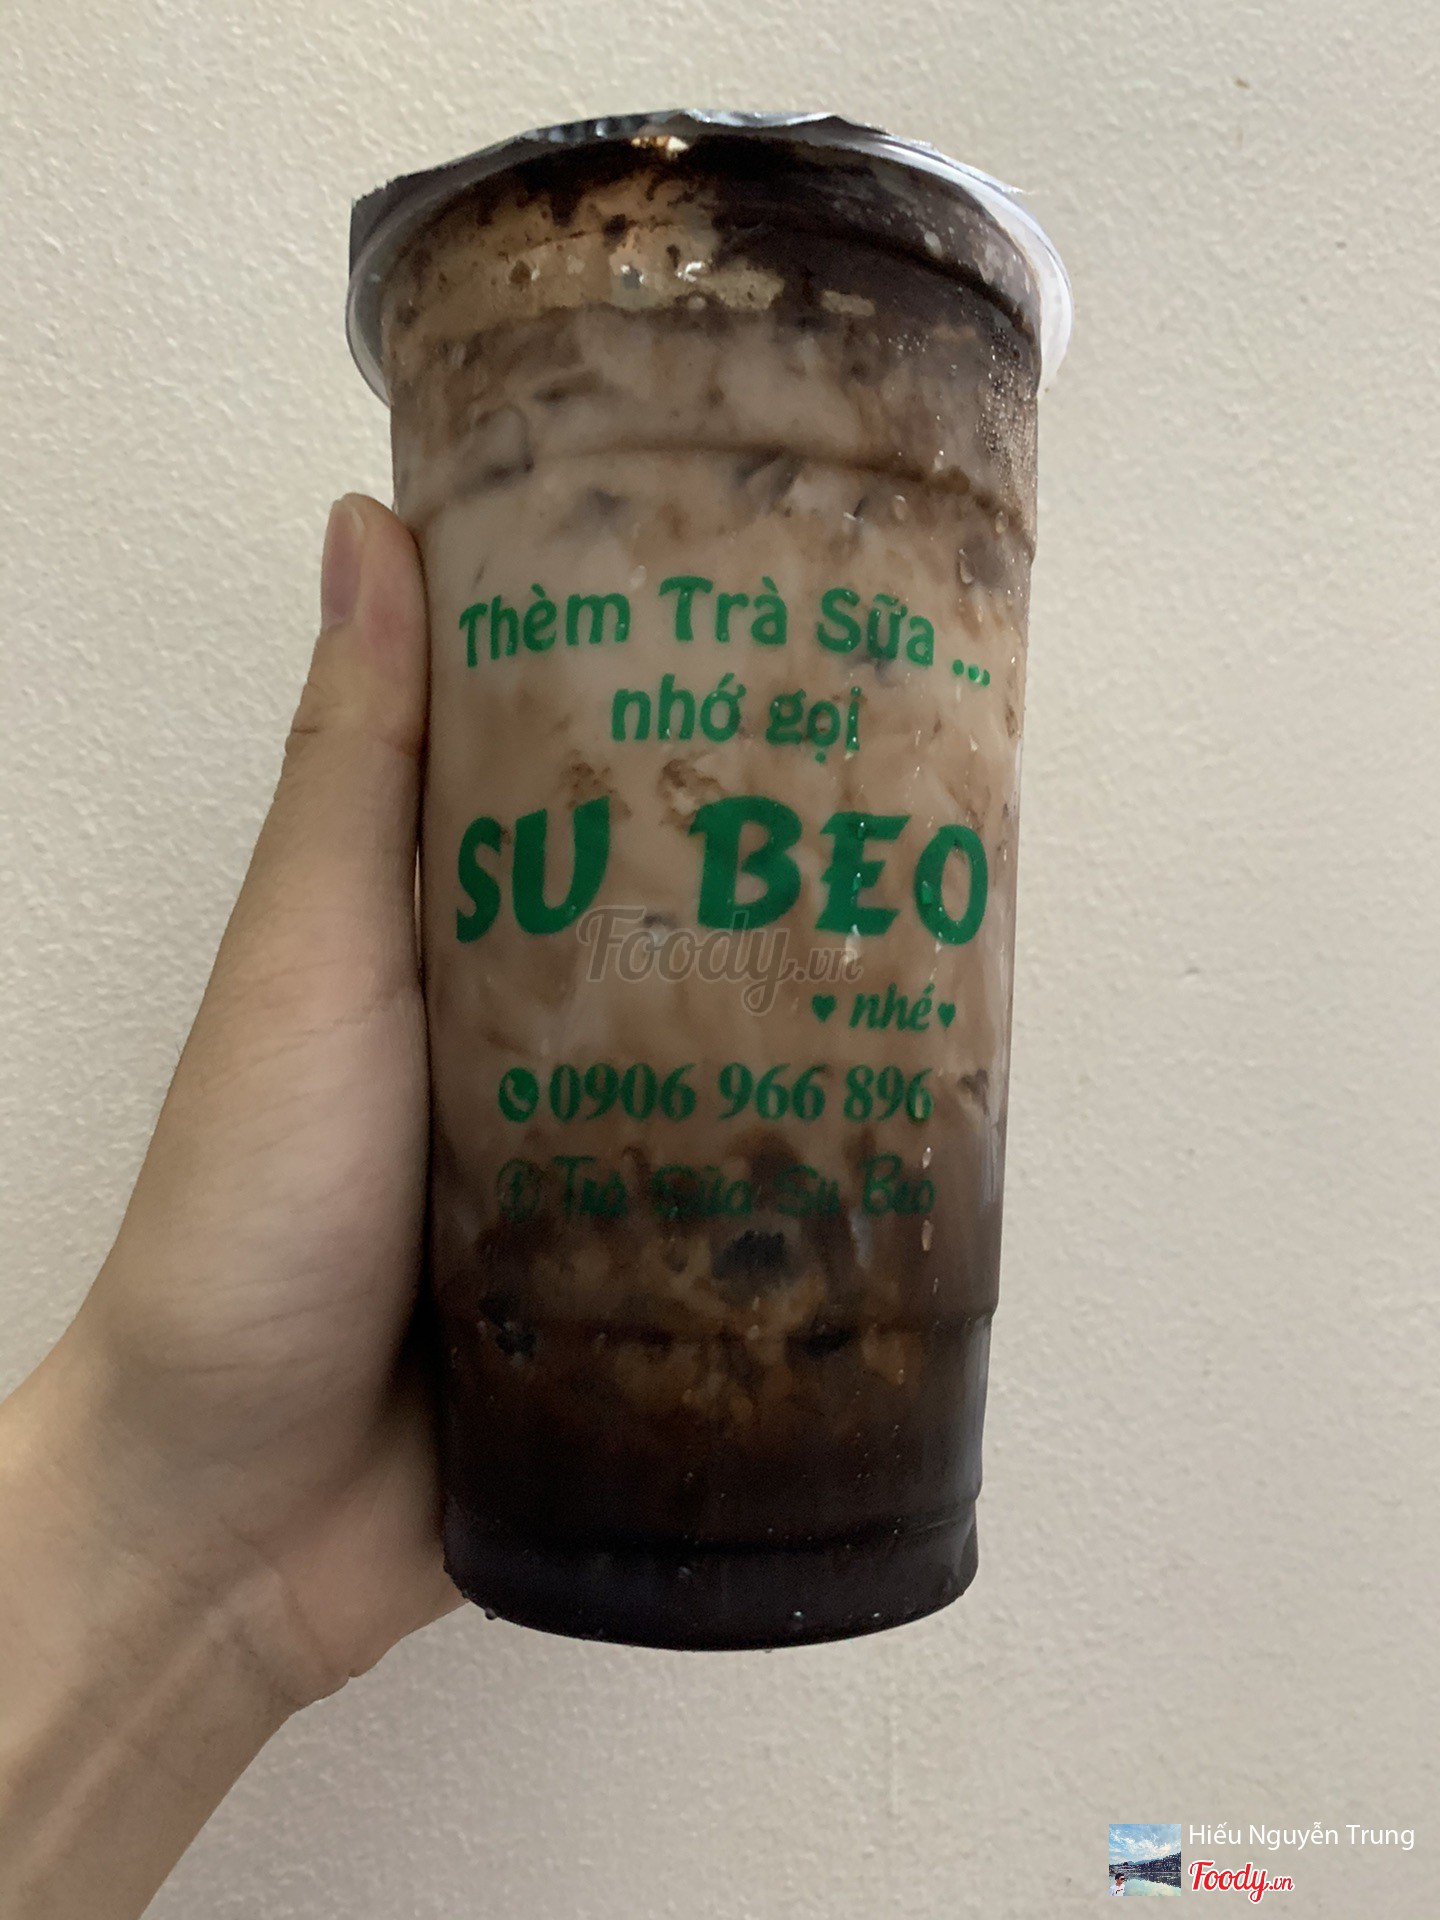 Thèm Trà Sữa ...
nhớ gọi
SU BEO
Foody.vn
♥ nhé ♥
0906 966 896
Trà Sữa Su Beo
Hiếu Nguyễn Trung
Foody.vn